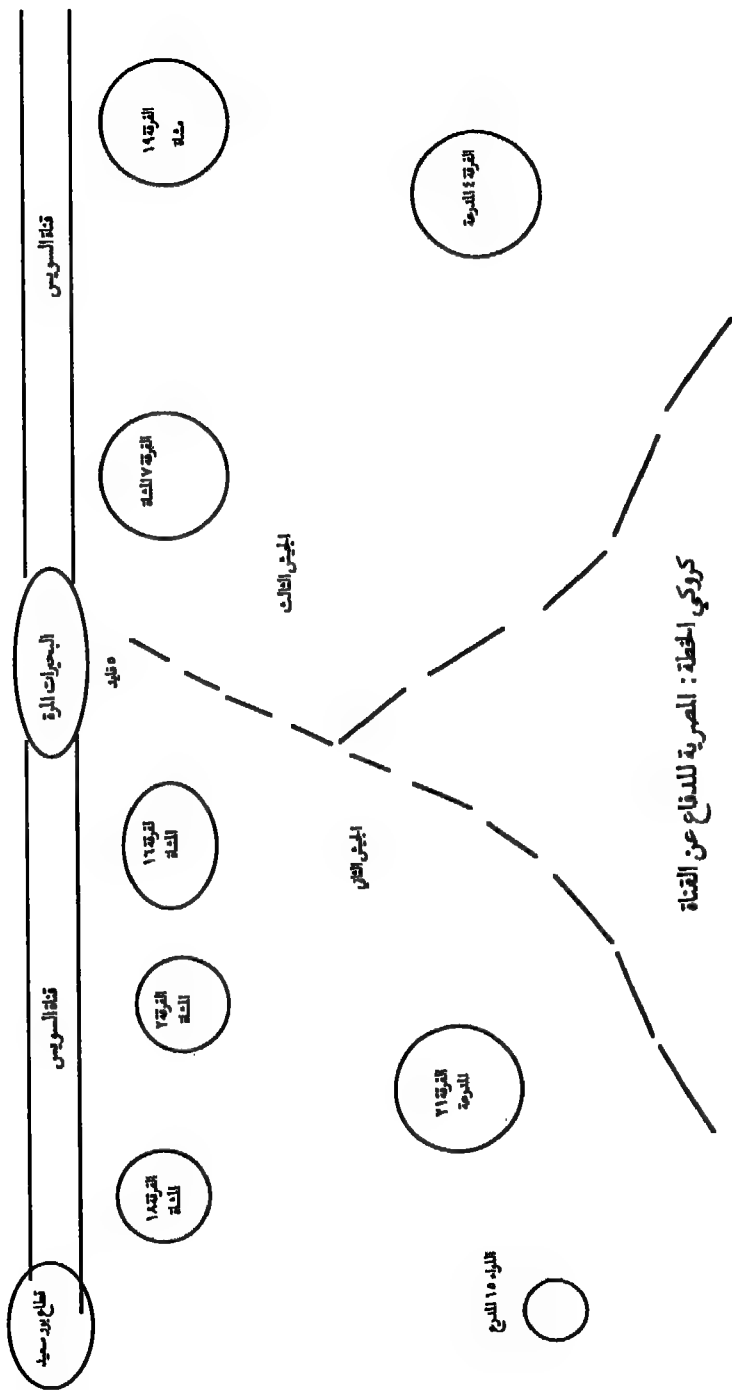 كروكي الخطة : المصرية للدفاع عن القناة
قطاع بور سعيد
قناة السويس
البحيرات المرة
قناة السويس
الفرقة ١٨
المشاة
الفرقة ٢
المشاة
الفرقة ١٦
المشاة
الفرقة ٧ المشاة
الفرقة ١٩
مشاة
الجيش الثاني
الجيش الثالث
اللواء ١٥ المدرع
الفرقة ٢١
المدرعة
الفرقة ٤ المدرعة